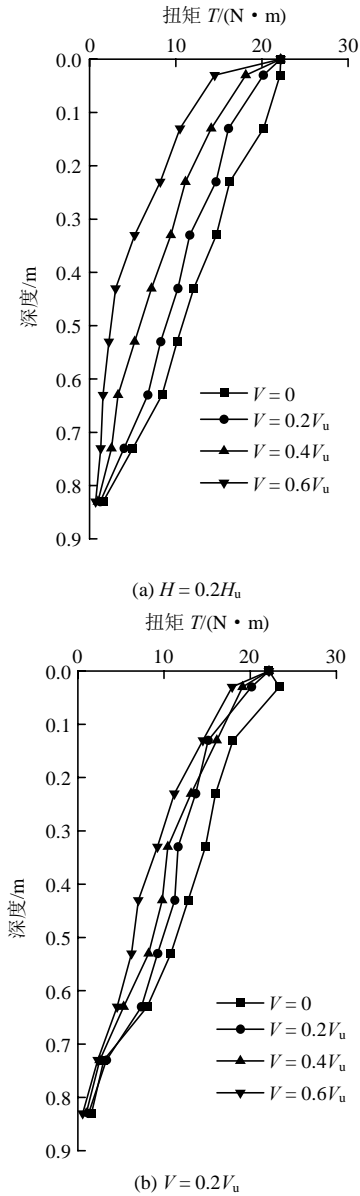 扭矩 T/(N·m)
0 10 20 30
0.0
0.1
0.2
0.3
0.4
0.5
0.6
0.7
0.8
0.9
深度/m
V = 0
V = 0.2Vu
V = 0.4Vu
V = 0.6Vu
(a) H = 0.2Hu
扭矩 T/(N·m)
0 10 20 30
0.0
0.1
0.2
0.3
0.4
0.5
0.6
0.7
0.8
0.9
深度/m
V = 0
V = 0.2Vu
V = 0.4Vu
V = 0.6Vu
(b) V = 0.2Vu